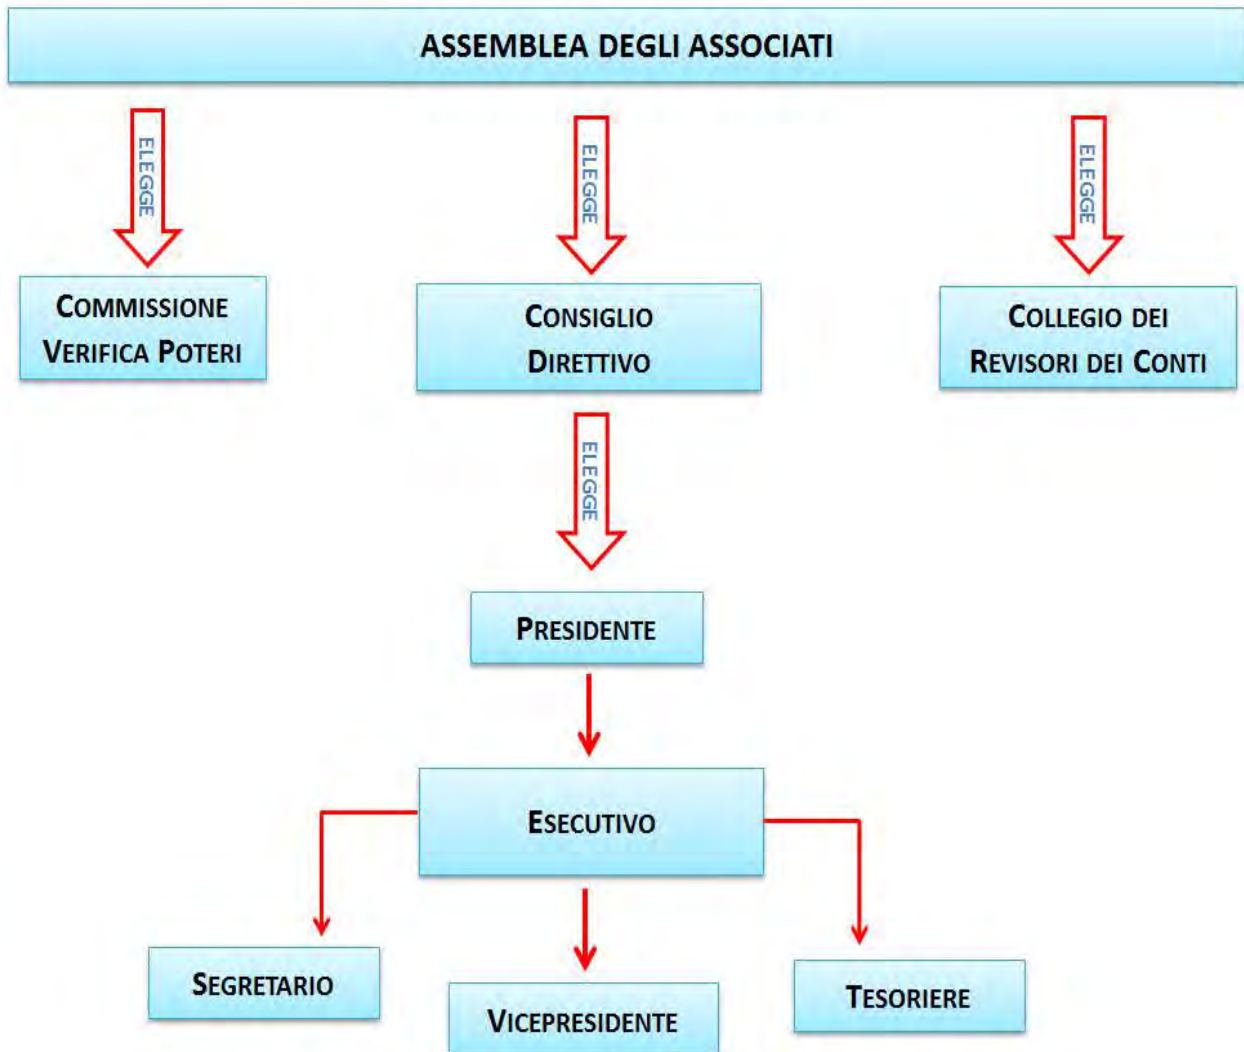 ASSEMBLEA DEGLI ASSOCIATI
ELEGGE
ELEGGE
ELEGGE
COMMISSIONE
VERIFICA POTERI
CONSIGLIO
DIRETTIVO
COLLEGIO DEI
REVISORI DEI CONTI
ELEGGE
PRESIDENTE
ESECUTIVO
SEGRETARIO
VICEPRESIDENTE
TESORIERE